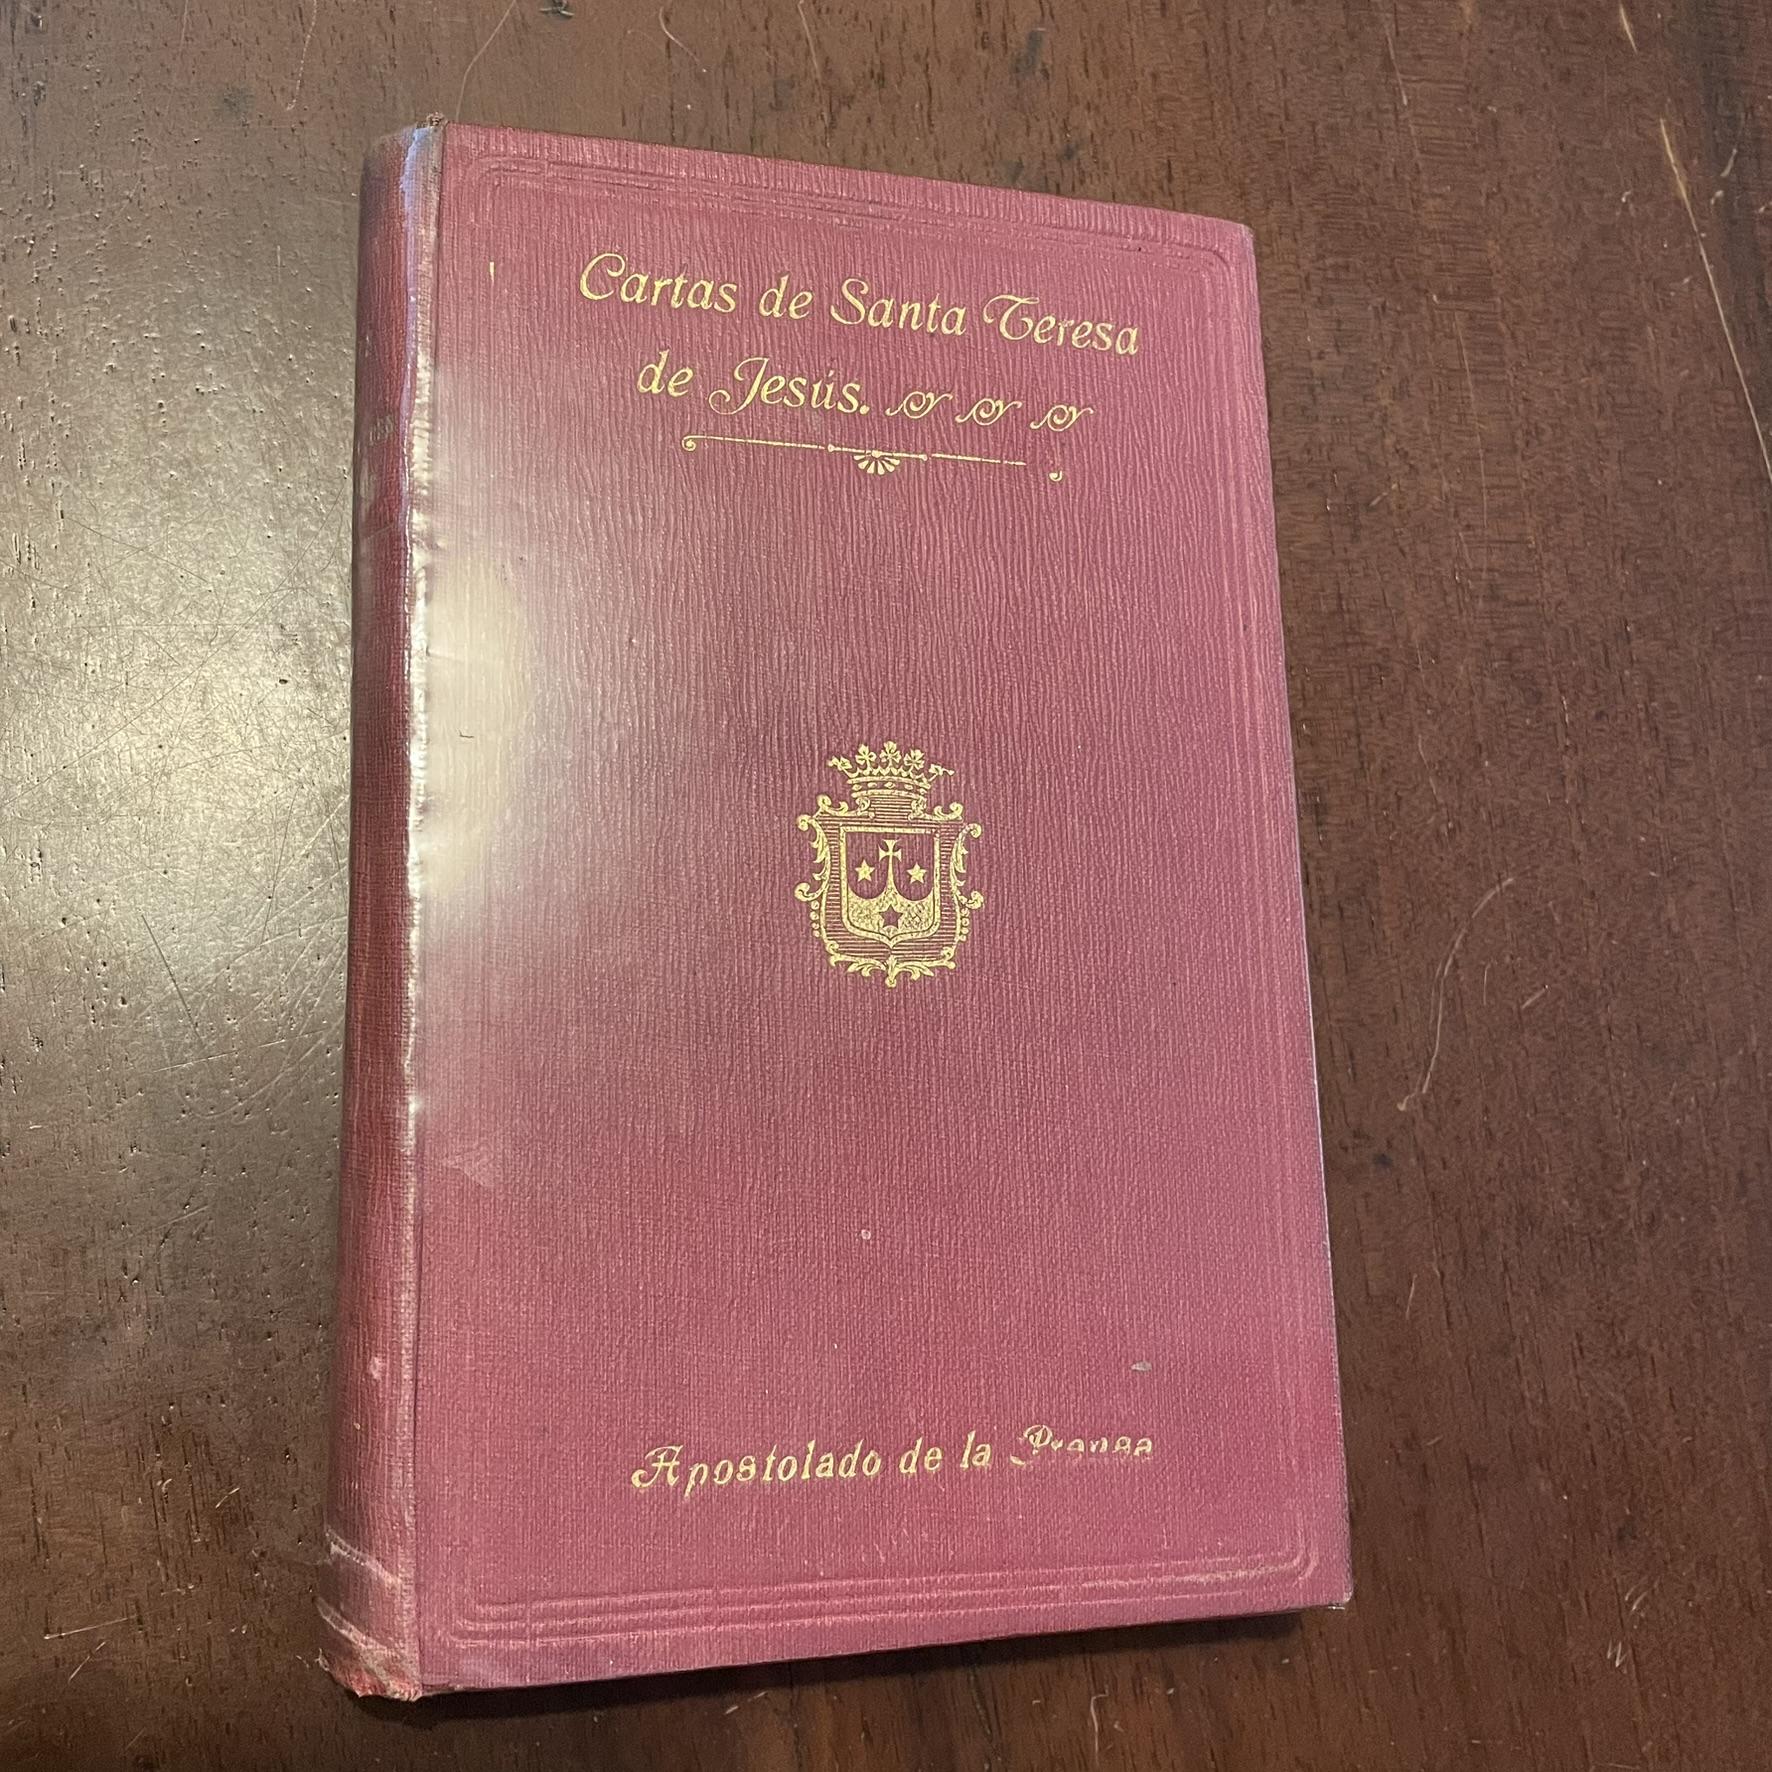 Cartas de Santa Teresa
de Jesús.
Apostolado de la Prensa